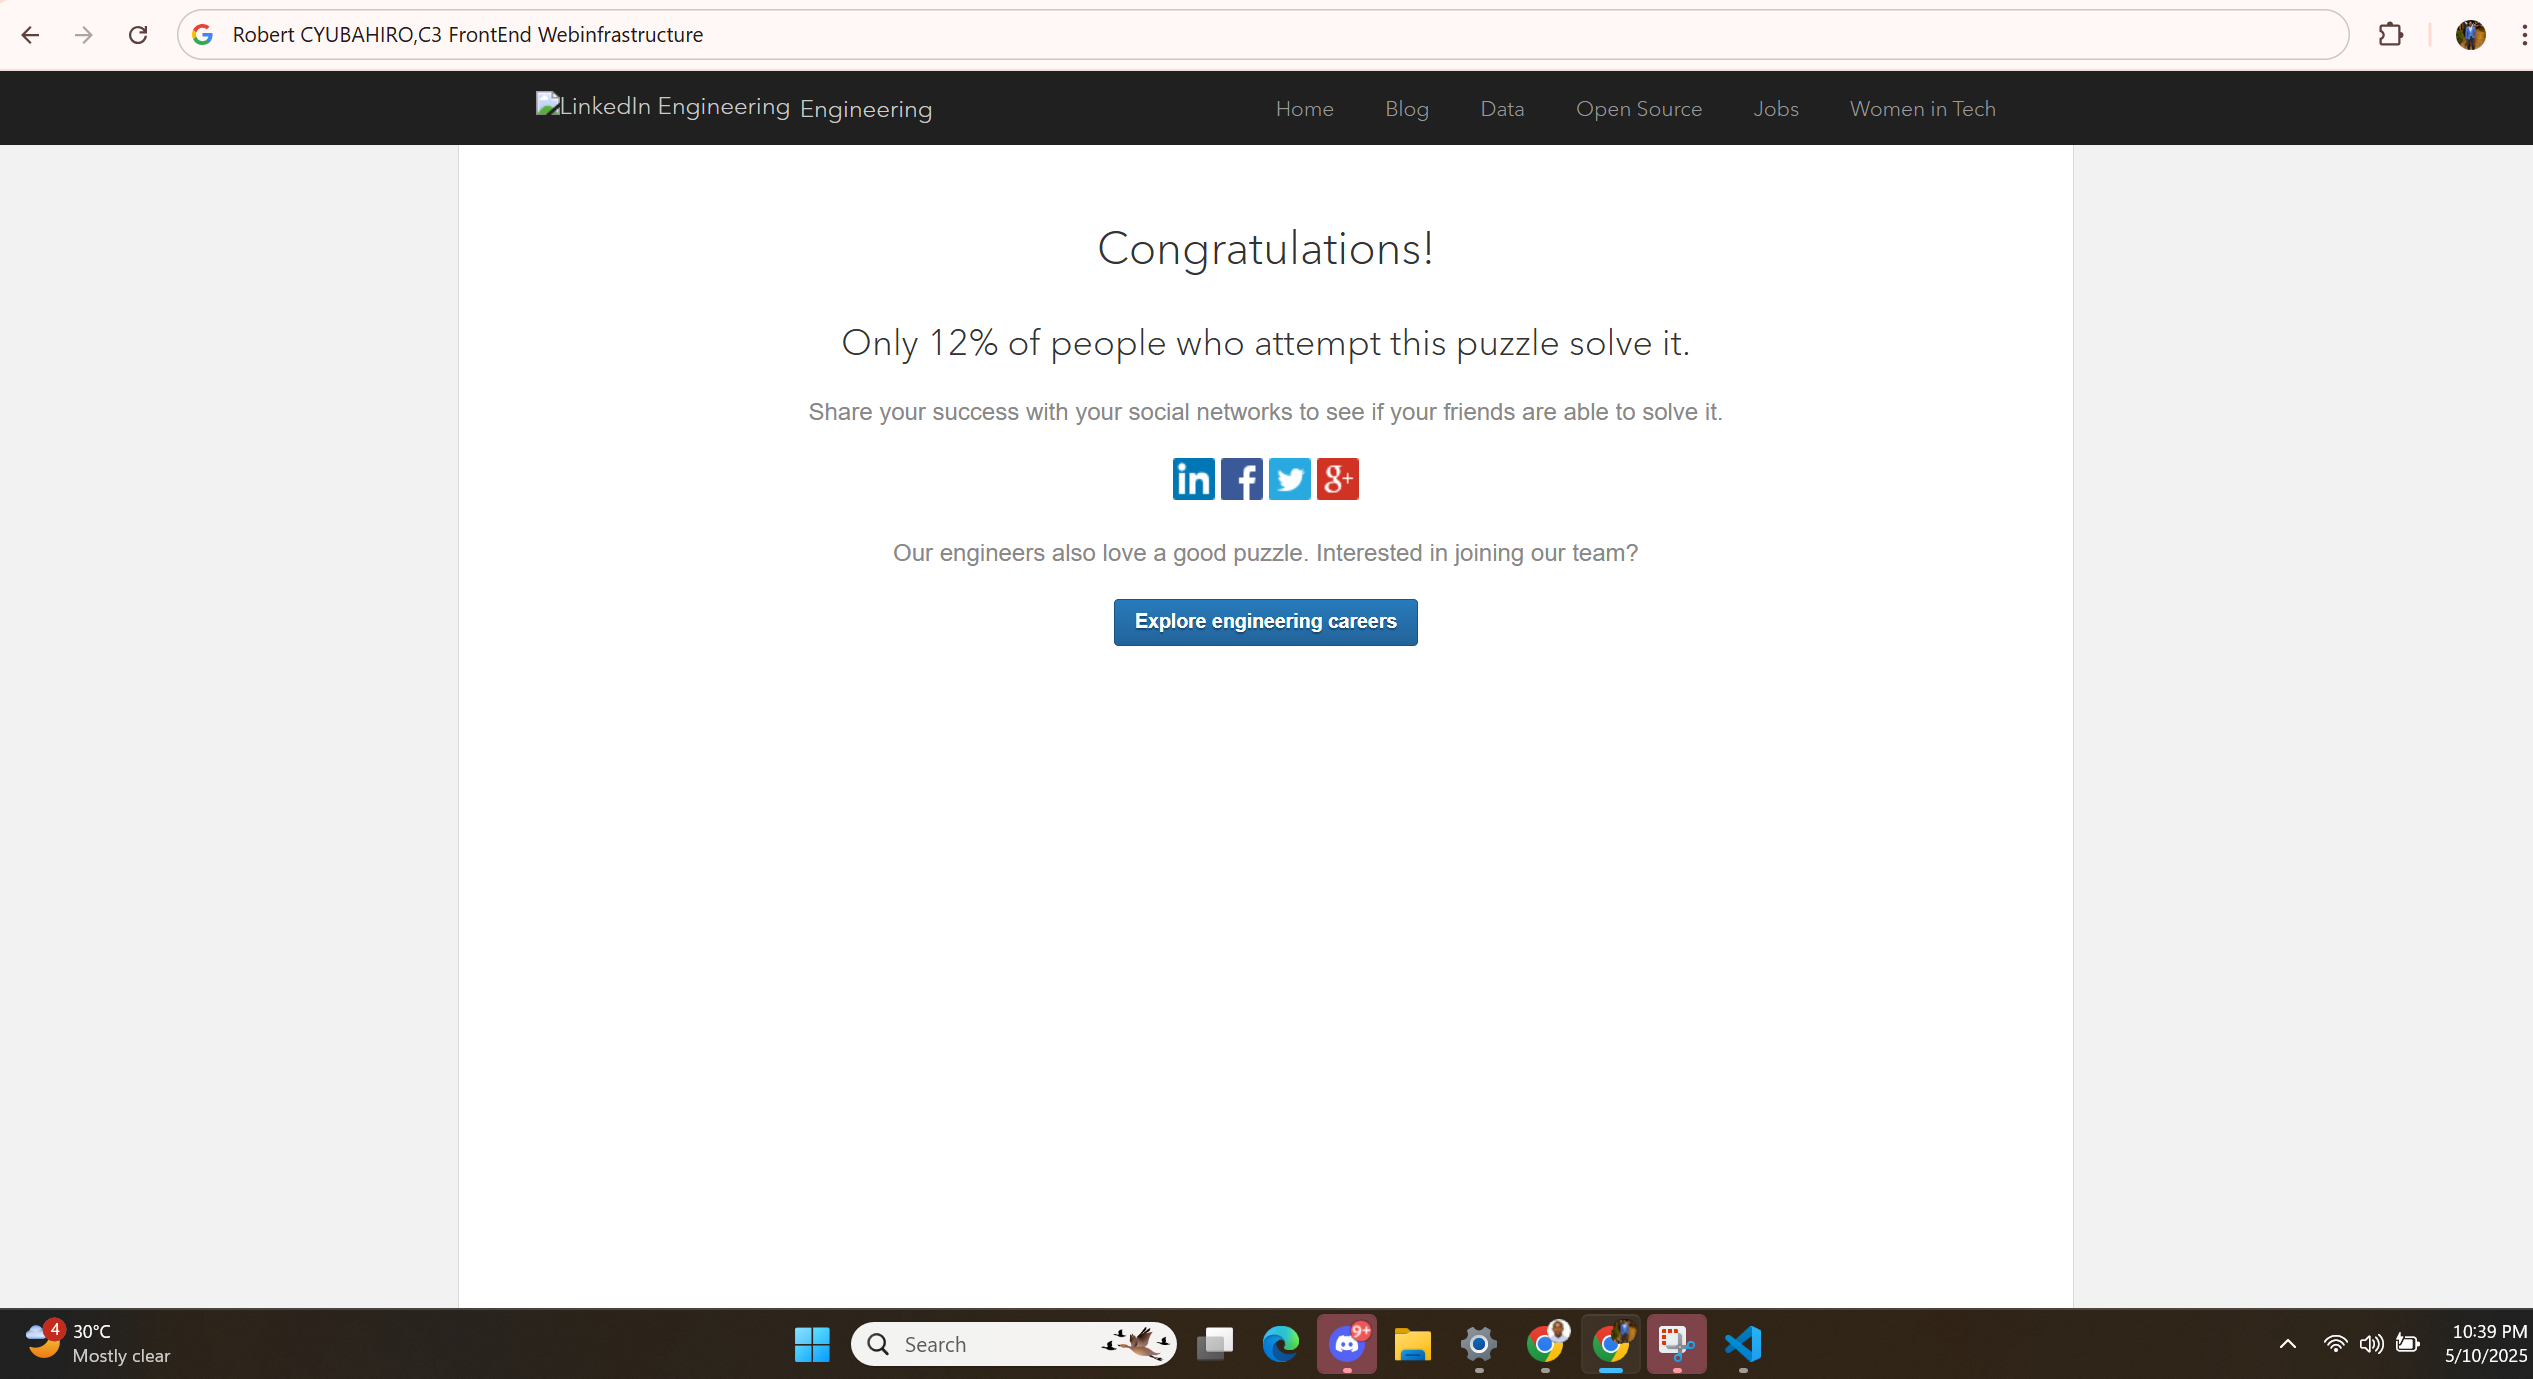 Robert CYUBAHIRO,C3 FrontEnd Webinfrastructure
LinkedIn Engineering Engineering
Home Blog Data Open Source Jobs Women in Tech
Congratulations!
Only 12% of people who attempt this puzzle solve it.
Share your success with your social networks to see if your friends are able to solve it.
in f g+
Our engineers also love a good puzzle. Interested in joining our team?
Explore engineering careers
4 30°C
Mostly clear
Search
9+
10:39 PM
5/10/2025